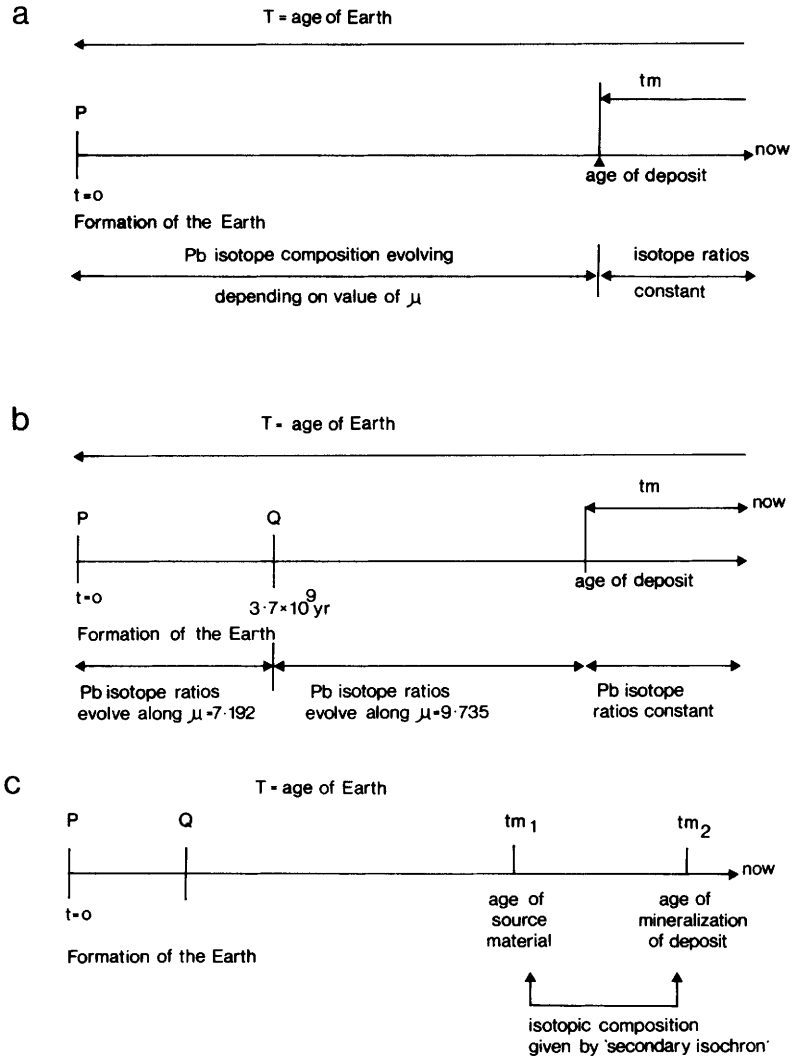 a
T = age of Earth
tm
P
now
age of deposit
t=o
Formation of the Earth
Pb isotope composition evolving
depending on value of μ
isotope ratios
constant
b
T = age of Earth
tm
now
P
Q
t=o
3·7×10⁹yr
age of deposit
Formation of the Earth
Pb isotope ratios
evolve along μ=7·192
Pb isotope ratios
evolve along μ=9·735
Pb isotope
ratios constant
c
T = age of Earth
P
Q
tm₁
tm₂
now
t=o
age of
source
material
age of
mineralization
of deposit
Formation of the Earth
isotopic composition
given by 'secondary isochron'